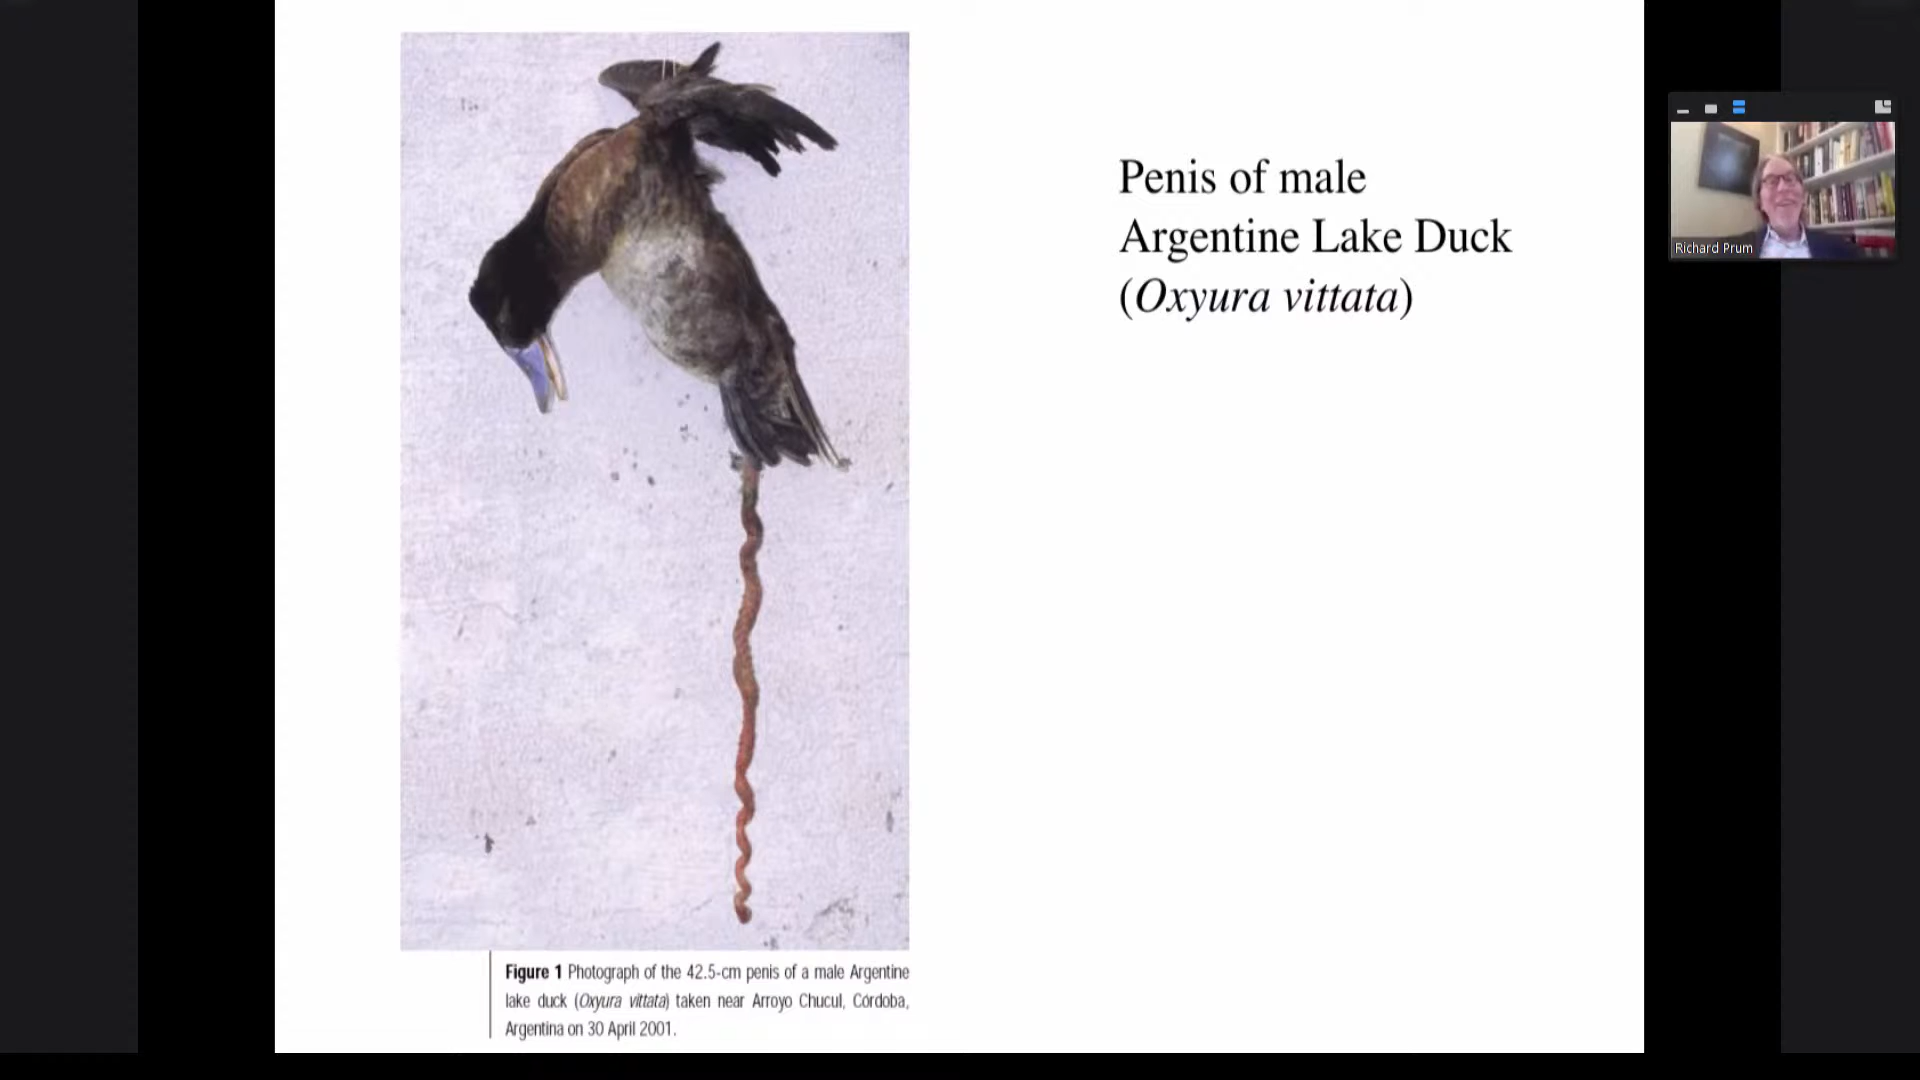 Penis of male
Argentine Lake Duck
(Oxyura vittata)
Richard Prum
Figure 1 Photograph of the 42.5-cm penis of a male Argentine
lake duck (Oxyura vittata) taken near Arroyo Chucul, Córdoba,
Argentina on 30 April 2001.